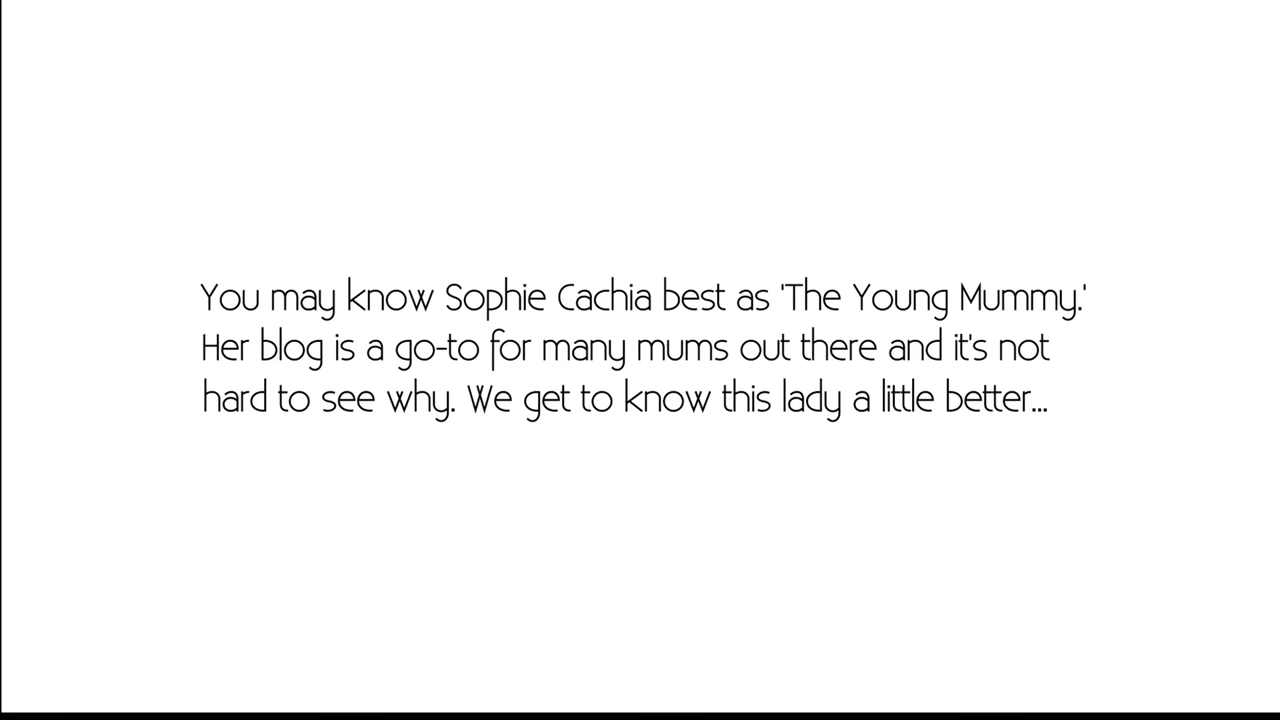 You may know Sophie Cachia best as 'The Young Mummy.'
Her blog is a go-to for many mums out there and it's not
hard to see why. We get to know this lady a little better...